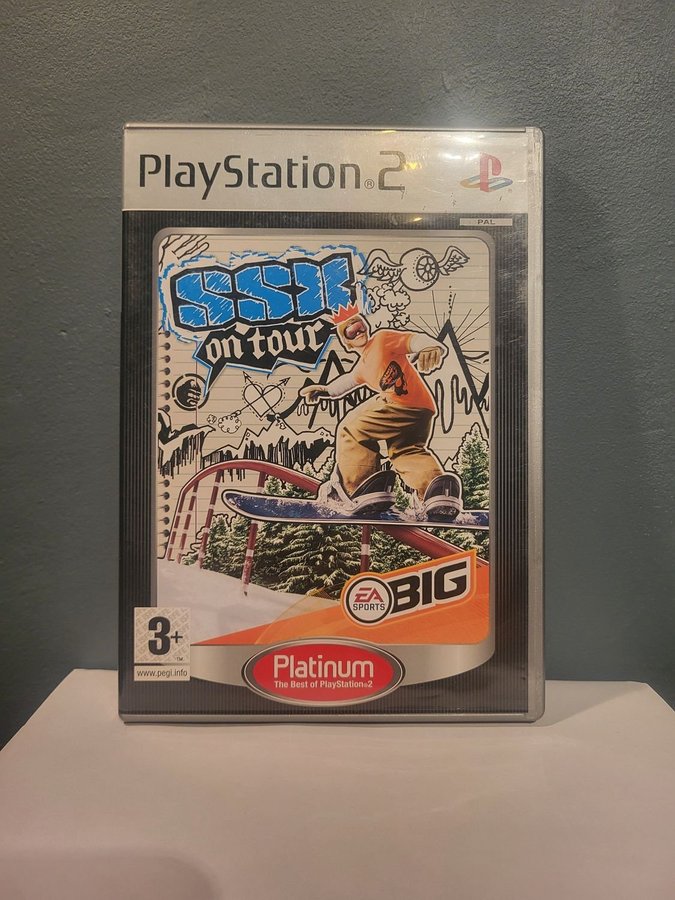 PlayStation®2
PAL
SSX
on tour
EA
SPORTS
BIG
3+
TM
www.pegi.info
Platinum
The Best of PlayStation®2